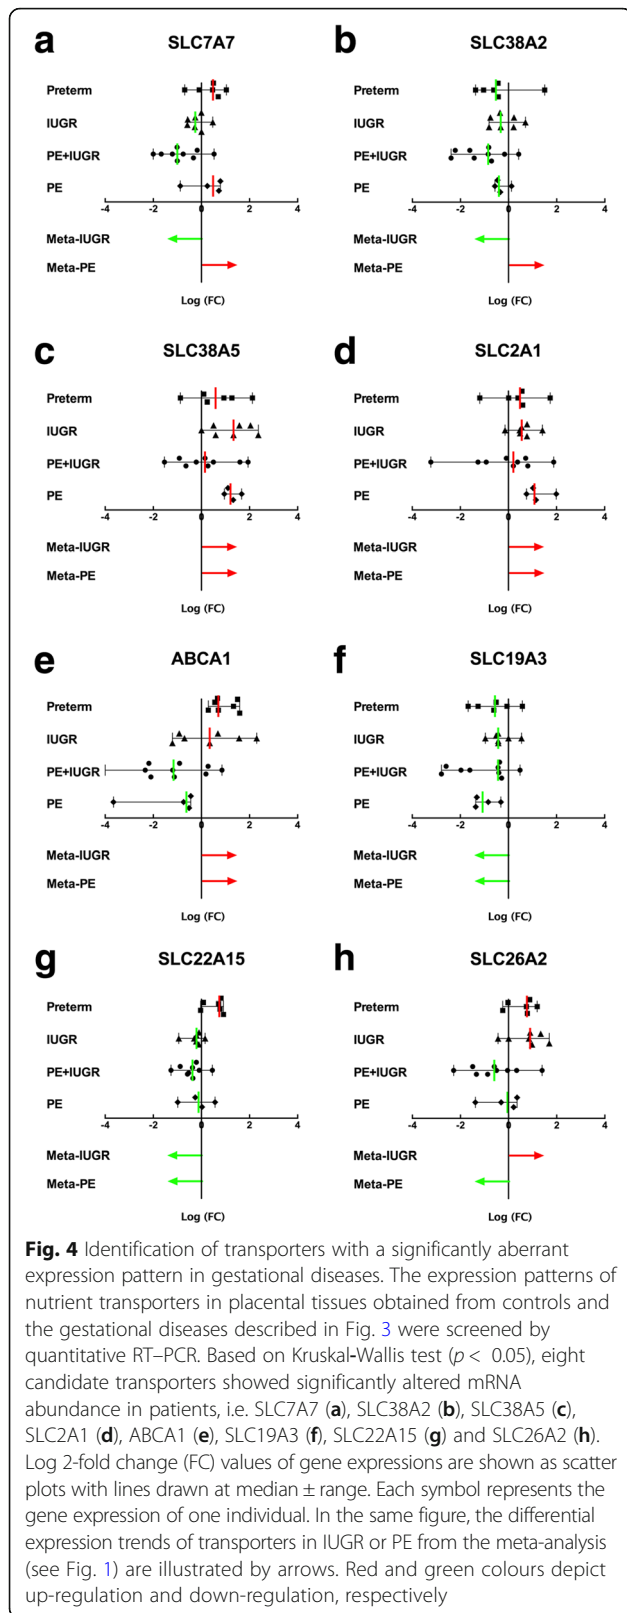 a
SLC7A7
Preterm
IUGR
PE+IUGR
PE
-4 -2 0 2 4
Meta-IUGR
Meta-PE
Log (FC)
b
SLC38A2
Preterm
IUGR
PE+IUGR
PE
-4 -2 0 2 4
Meta-IUGR
Meta-PE
Log (FC)
c
SLC38A5
Preterm
IUGR
PE+IUGR
PE
-4 -2 0 2 4
Meta-IUGR
Meta-PE
Log (FC)
d
SLC2A1
Preterm
IUGR
PE+IUGR
PE
-4 -2 0 2 4
Meta-IUGR
Meta-PE
Log (FC)
e
ABCA1
Preterm
IUGR
PE+IUGR
PE
-4 -2 0 2 4
Meta-IUGR
Meta-PE
Log (FC)
f
SLC19A3
Preterm
IUGR
PE+IUGR
PE
-4 -2 0 2 4
Meta-IUGR
Meta-PE
Log (FC)
g
SLC22A15
Preterm
IUGR
PE+IUGR
PE
-4 -2 0 2 4
Meta-IUGR
Meta-PE
Log (FC)
h
SLC26A2
Preterm
IUGR
PE+IUGR
PE
-4 -2 0 2 4
Meta-IUGR
Meta-PE
Log (FC)
Fig. 4 Identification of transporters with a significantly aberrant
expression pattern in gestational diseases. The expression patterns of
nutrient transporters in placental tissues obtained from controls and
the gestational diseases described in Fig. 3 were screened by
quantitative RT–PCR. Based on Kruskal-Wallis test (p < 0.05), eight
candidate transporters showed significantly altered mRNA
abundance in patients, i.e. SLC7A7 (a), SLC38A2 (b), SLC38A5 (c),
SLC2A1 (d), ABCA1 (e), SLC19A3 (f), SLC22A15 (g) and SLC26A2 (h).
Log 2-fold change (FC) values of gene expressions are shown as scatter
plots with lines drawn at median ± range. Each symbol represents the
gene expression of one individual. In the same figure, the differential
expression trends of transporters in IUGR or PE from the meta-analysis
(see Fig. 1) are illustrated by arrows. Red and green colours depict
up-regulation and down-regulation, respectively